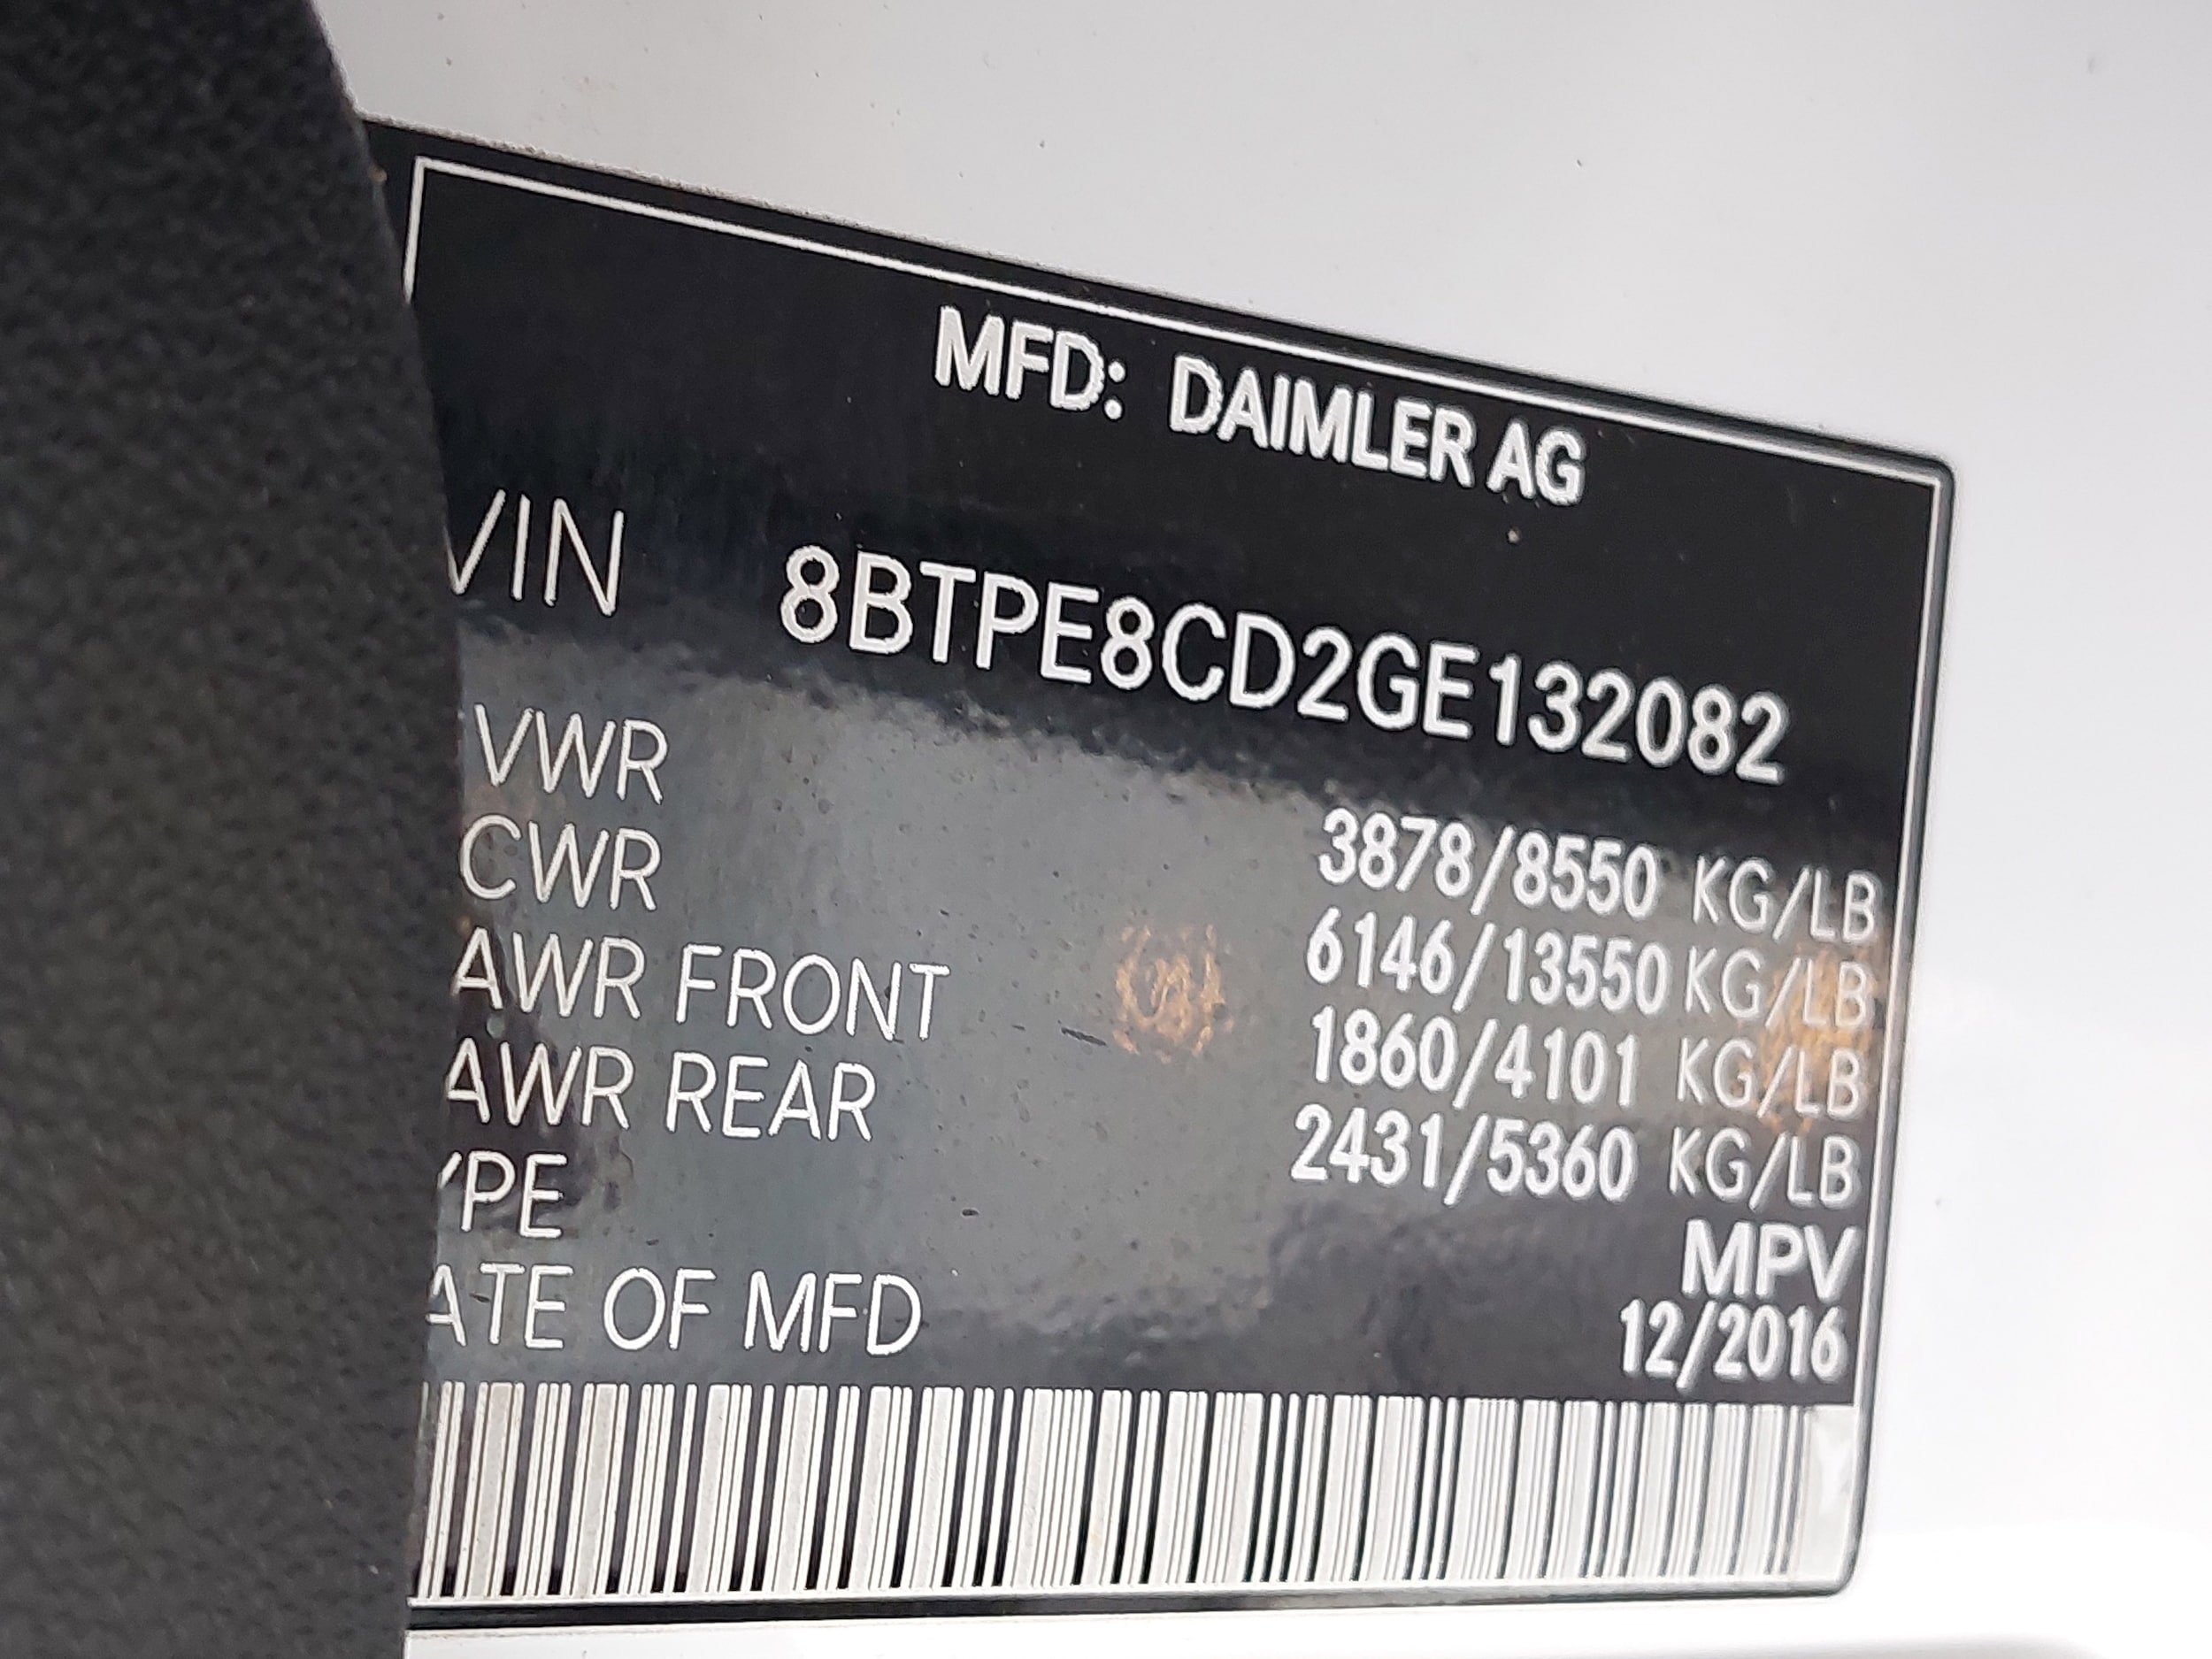 MFD: DAIMLER AG
VIN 8BTPE8CD2GE132082
VWR 3878/8550 KG/LB
CWR 6146/13550 KG/LB
AWR FRONT 1860/4101 KG/LB
AWR REAR 2431/5360 KG/LB
YPE MPV
ATE OF MFD 12/2016